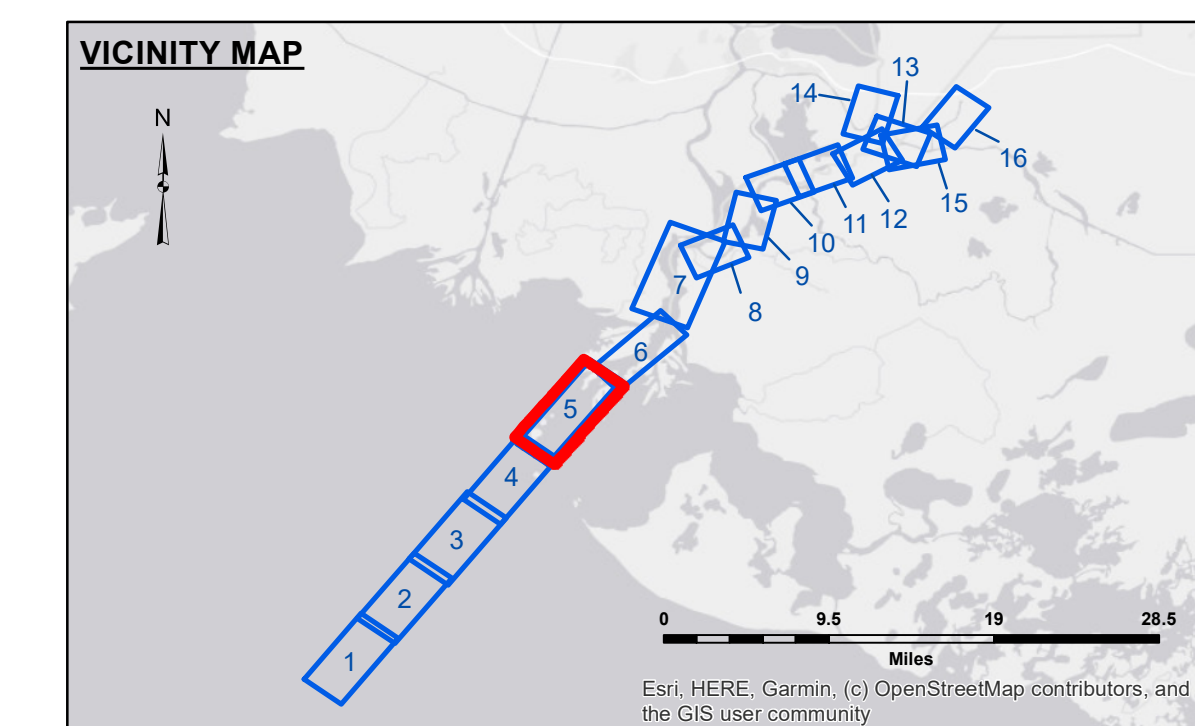 VICINITY MAP
N
13
14
16
15
12
11
10
9
8
7
6
5
4
3
2
1
0 9.5 19 28.5
Miles
Esri, HERE, Garmin, (c) OpenStreetMap contributors, and
the GIS user community